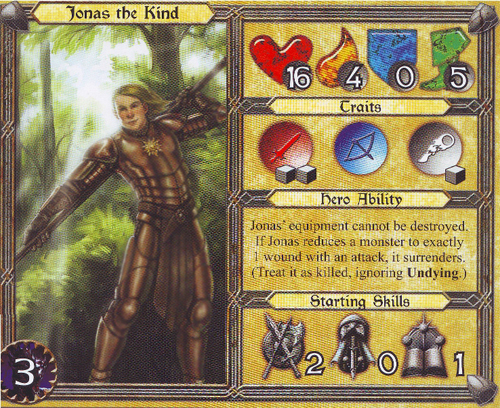 Jonas the Kind
16 4 0 5
Traits
Hero Ability
Jonas' equipment cannot be destroyed.
If Jonas reduces a monster to exactly
1 wound with an attack, it surrenders.
(Treat it as killed, ignoring Undying.)
Starting Skills
2 0 1
3